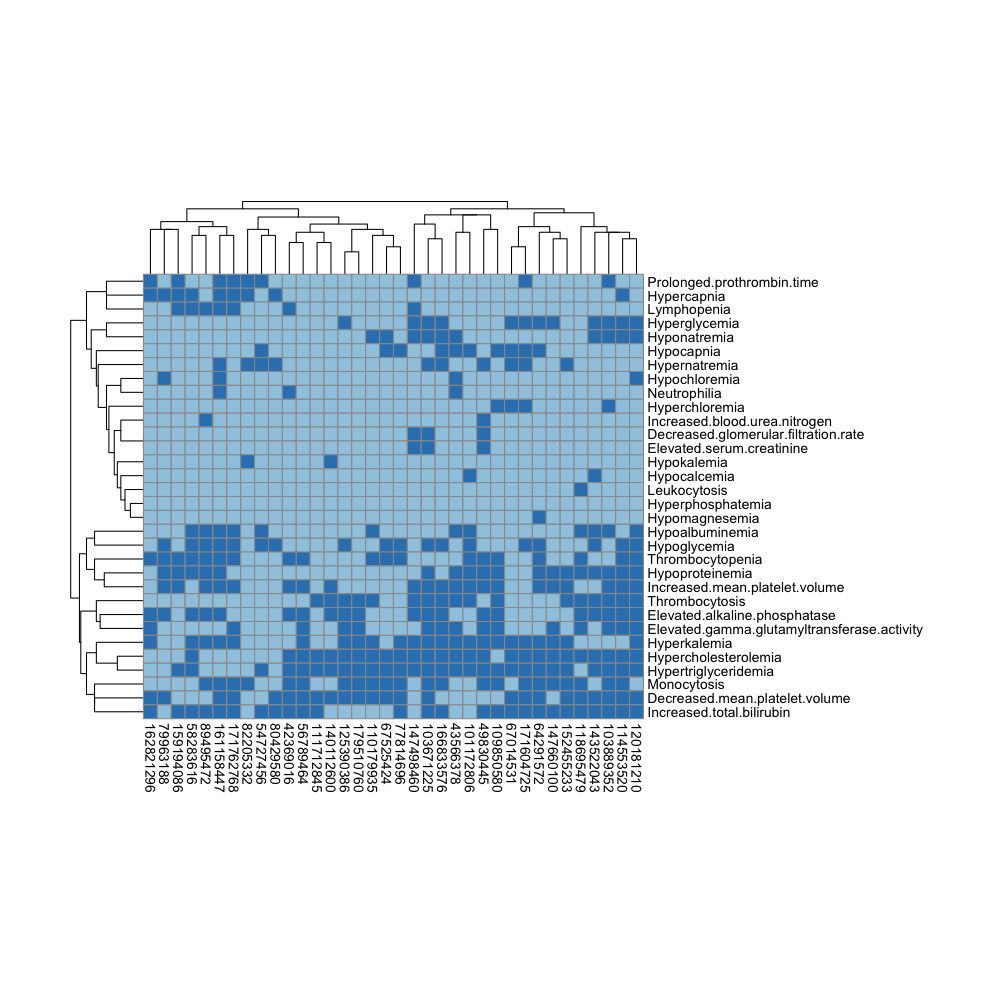 Prolonged.prothrombin.time
Hypercapnia
Lymphopenia
Hyperglycemia
Hyponatremia
Hypocapnia
Hypernatremia
Hypochloremia
Neutrophilia
Hyperchloremia
Increased.blood.urea.nitrogen
Decreased.glomerular.filtration.rate
Elevated.serum.creatinine
Hypokalemia
Hypocalcemia
Leukocytosis
Hyperphosphatemia
Hypomagnesemia
Hypoalbuminemia
Hypoglycemia
Thrombocytopenia
Hypoproteinemia
Increased.mean.platelet.volume
Thrombocytosis
Elevated.alkaline.phosphatase
Elevated.gamma.glutamyltransferase.activity
Hyperkalemia
Hypercholesterolemia
Hypertriglyceridemia
Monocytosis
Decreased.mean.platelet.volume
Increased.total.bilirubin
162821296
79963188
159194086
58283616
89495472
161158447
171762768
82205332
54727456
80429580
42369016
56789464
111712845
140112600
125390386
179510760
110179935
67525424
77814696
147498460
103671225
166833576
43566378
101172806
49830445
109850580
67014531
171604725
64291572
147660100
152455233
118695479
143522043
103889352
114553520
120181210